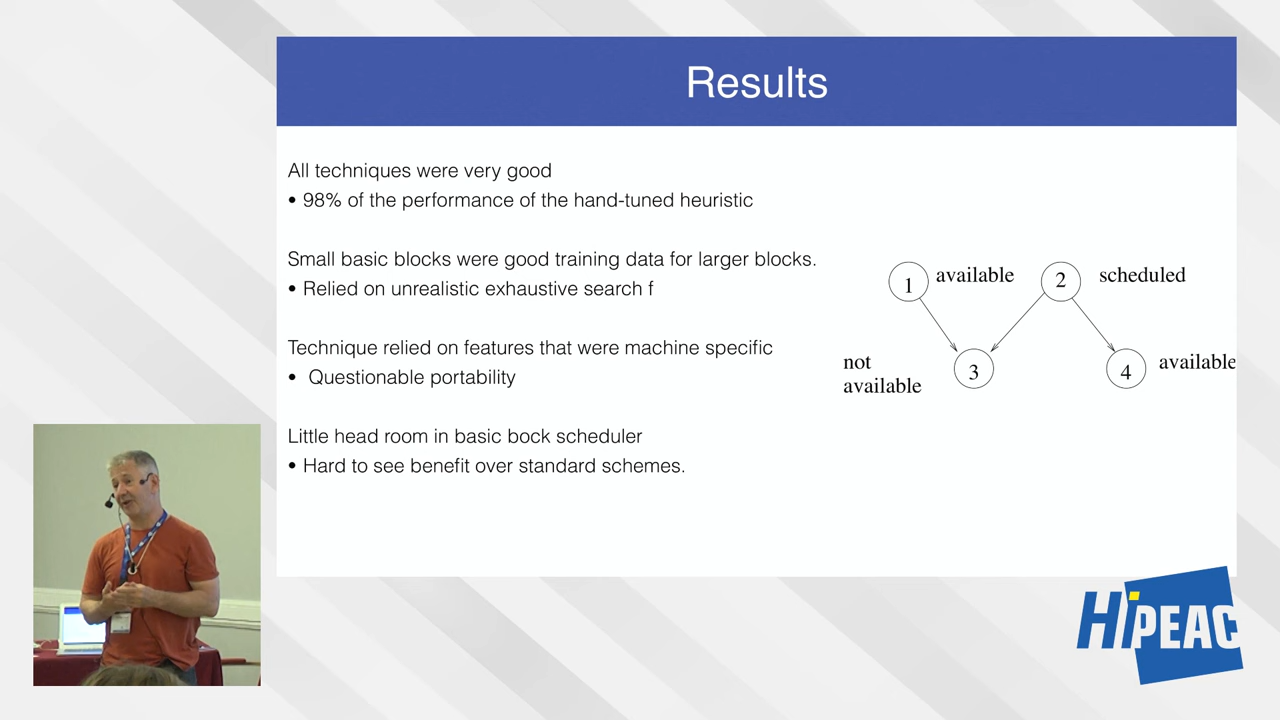 Results
All techniques were very good
• 98% of the performance of the hand-tuned heuristic
Small basic blocks were good training data for larger blocks.
• Relied on unrealistic exhaustive search f
Technique relied on features that were machine specific
• Questionable portability
Little head room in basic bock scheduler
• Hard to see benefit over standard schemes.
1 available 2 scheduled
not
available
3 4 available
HiPEAC